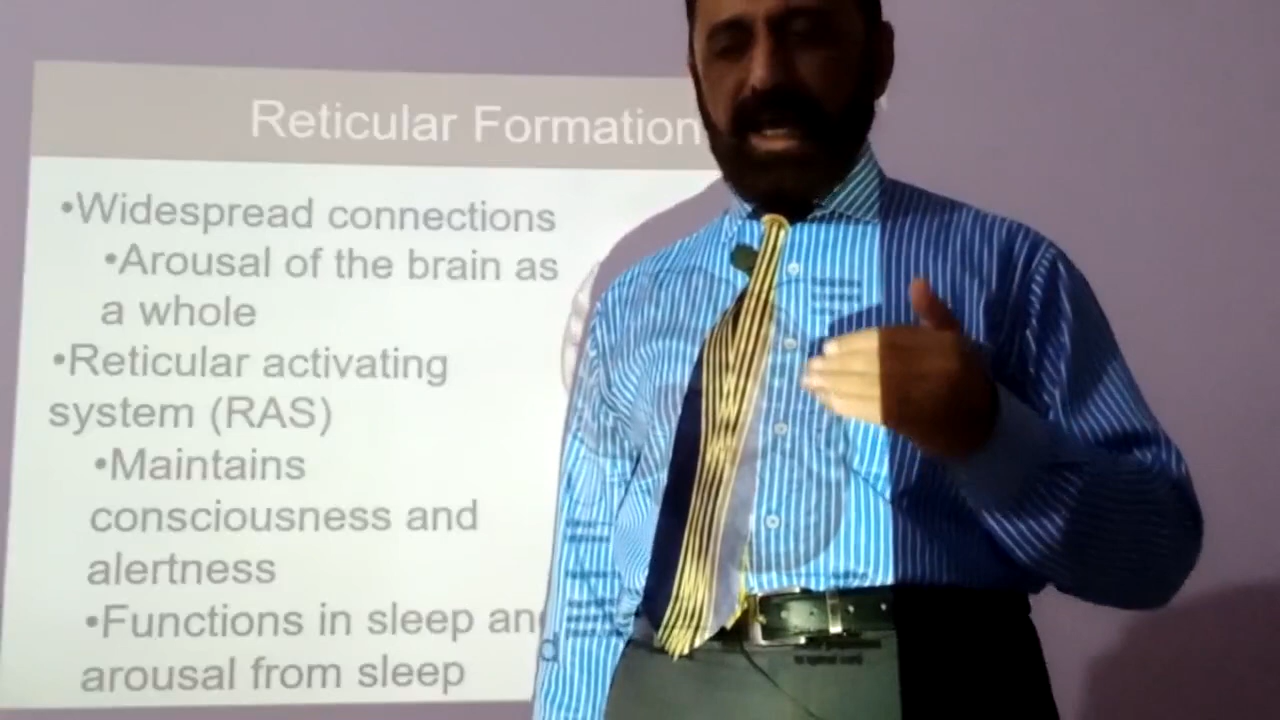 Reticular Formation
•Widespread connections
•Arousal of the brain as
a whole
•Reticular activating
system (RAS)
•Maintains
consciousness and
alertness
•Functions in sleep and
arousal from sleep